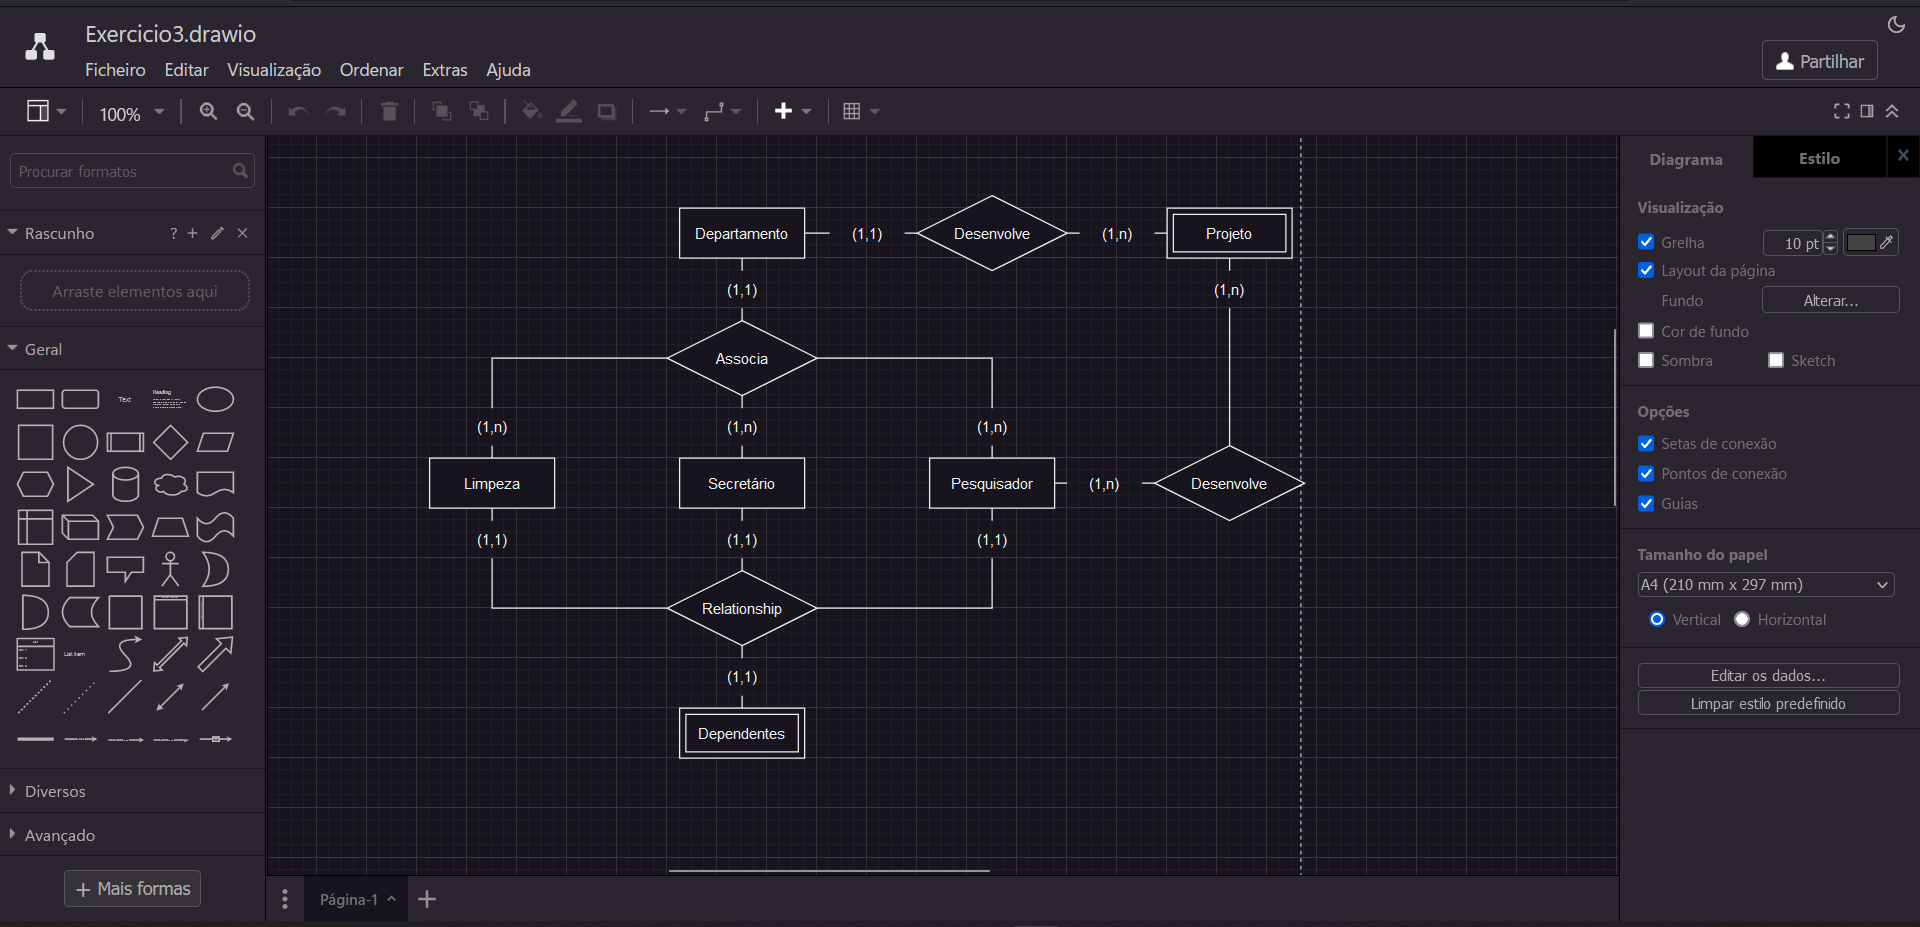 Exercicio3.drawio
Ficheiro Editar Visualização Ordenar Extras Ajuda
Partilhar
100%
Procurar formatos
Rascunho ?
Arraste elementos aqui
Geral
Text
Heading
List Item
Diversos
Avançado
+ Mais formas
Departamento (1,1) Desenvolve (1,n) Projeto
(1,1) (1,n)
Associa
(1,n) (1,n) (1,n)
Limpeza Secretário Pesquisador (1,n) Desenvolve
(1,1) (1,1) (1,1)
Relationship
(1,1)
Dependentes
Página-1
Diagrama Estilo
Visualização
Grelha 10 pt
Layout da página
Fundo Alterar...
Cor de fundo
Sombra Sketch
Opções
Setas de conexão
Pontos de conexão
Guias
Tamanho do papel
A4 (210 mm x 297 mm)
Vertical Horizontal
Editar os dados...
Limpar estilo predefinido